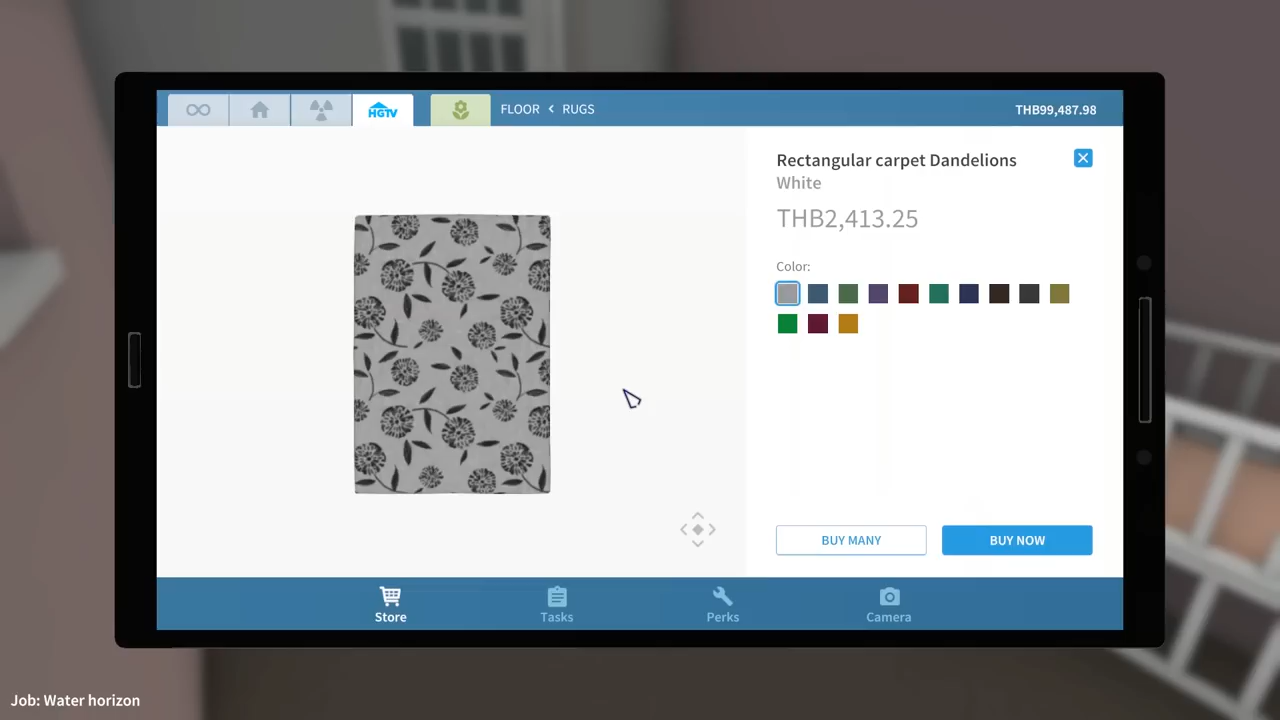 HGTV
FLOOR < RUGS
THB99,487.98
Rectangular carpet Dandelions
White
THB2,413.25
Color:
BUY MANY
BUY NOW
Store
Tasks
Perks
Camera
Job: Water horizon